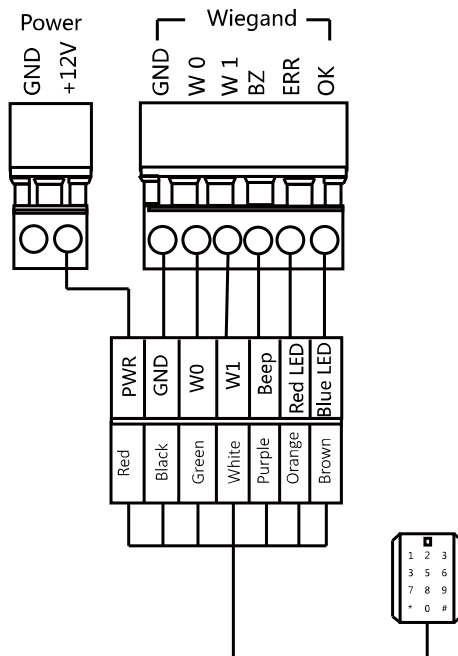 Power
Wiegand
GND
+12V
GND
W 0
W 1
BZ
ERR
OK
PWR
GND
W0
W1
Beep
Red LED
Blue LED
Red
Black
Green
White
Purple
Orange
Brown
1 2 3
3 5 6
7 8 9
* 0 #